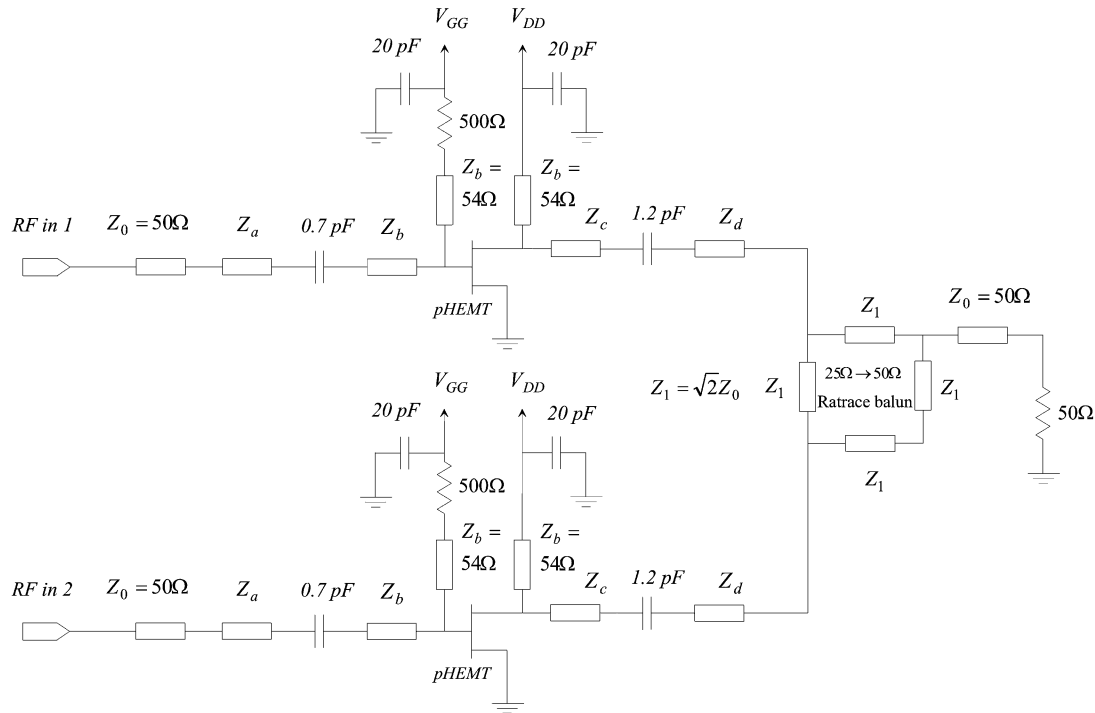 V_GG
V_DD
20 pF
20 pF
500Ω
Z_b =
54Ω
Z_b =
54Ω
RF in 1
Z_0 = 50Ω
Z_a
0.7 pF
Z_b
Z_c
1.2 pF
Z_d
pHEMT
Z_1
Z_0 = 50Ω
Z_1 = √2Z_0
Z_1
25Ω → 50Ω
Ratrace balun
Z_1
50Ω
Z_1
V_GG
V_DD
20 pF
20 pF
500Ω
Z_b =
54Ω
Z_b =
54Ω
RF in 2
Z_0 = 50Ω
Z_a
0.7 pF
Z_b
Z_c
1.2 pF
Z_d
pHEMT